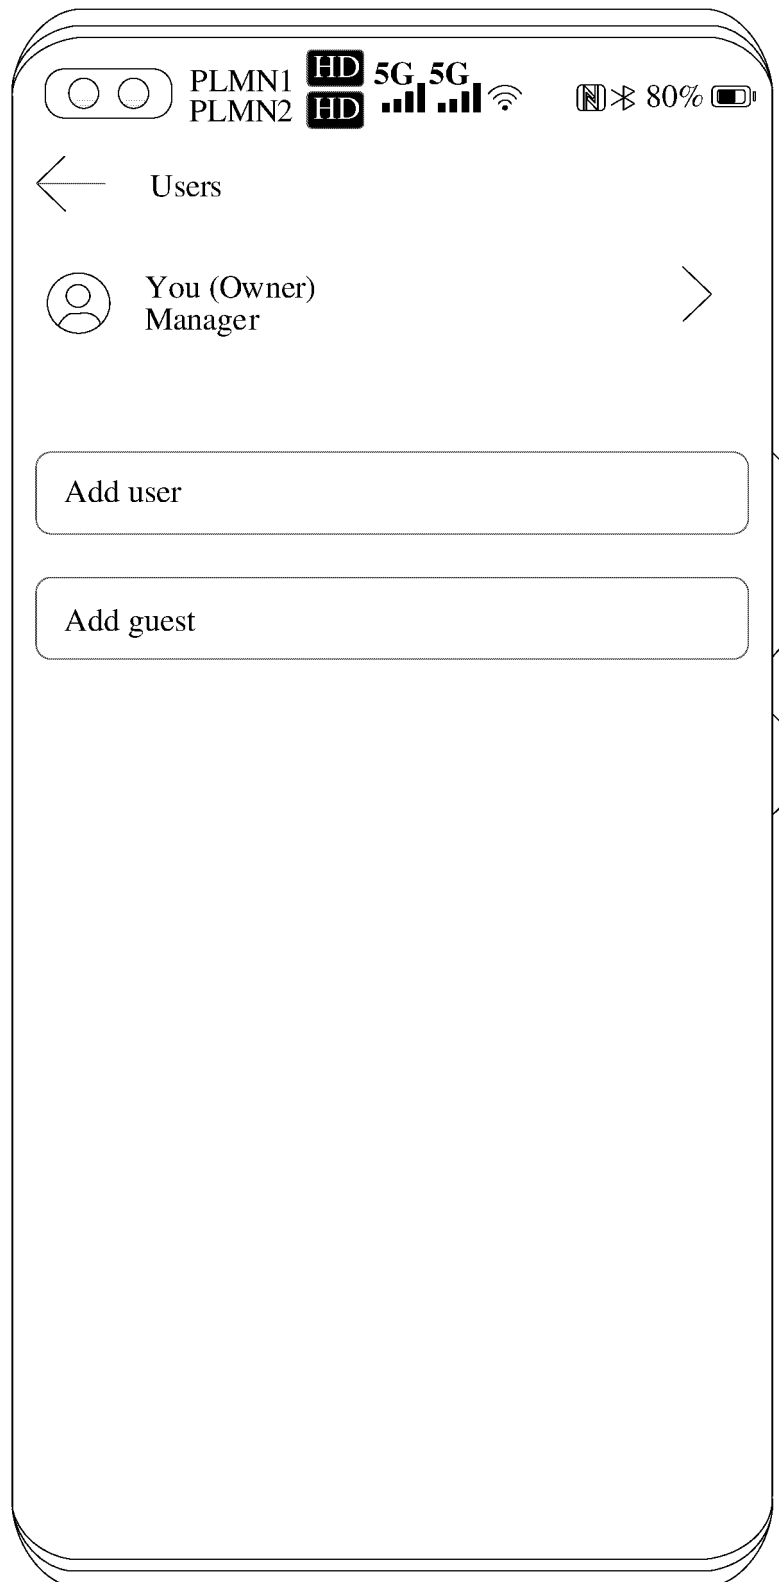 PLMN1 HD 5G 5G
PLMN2 HD 80%
Users
You (Owner)
Manager
Add user
Add guest